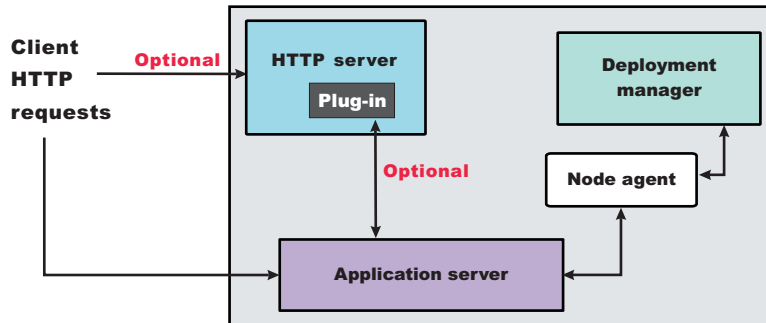 Client
HTTP
requests
Optional
HTTP server
Plug-in
Optional
Deployment
manager
Node agent
Application server